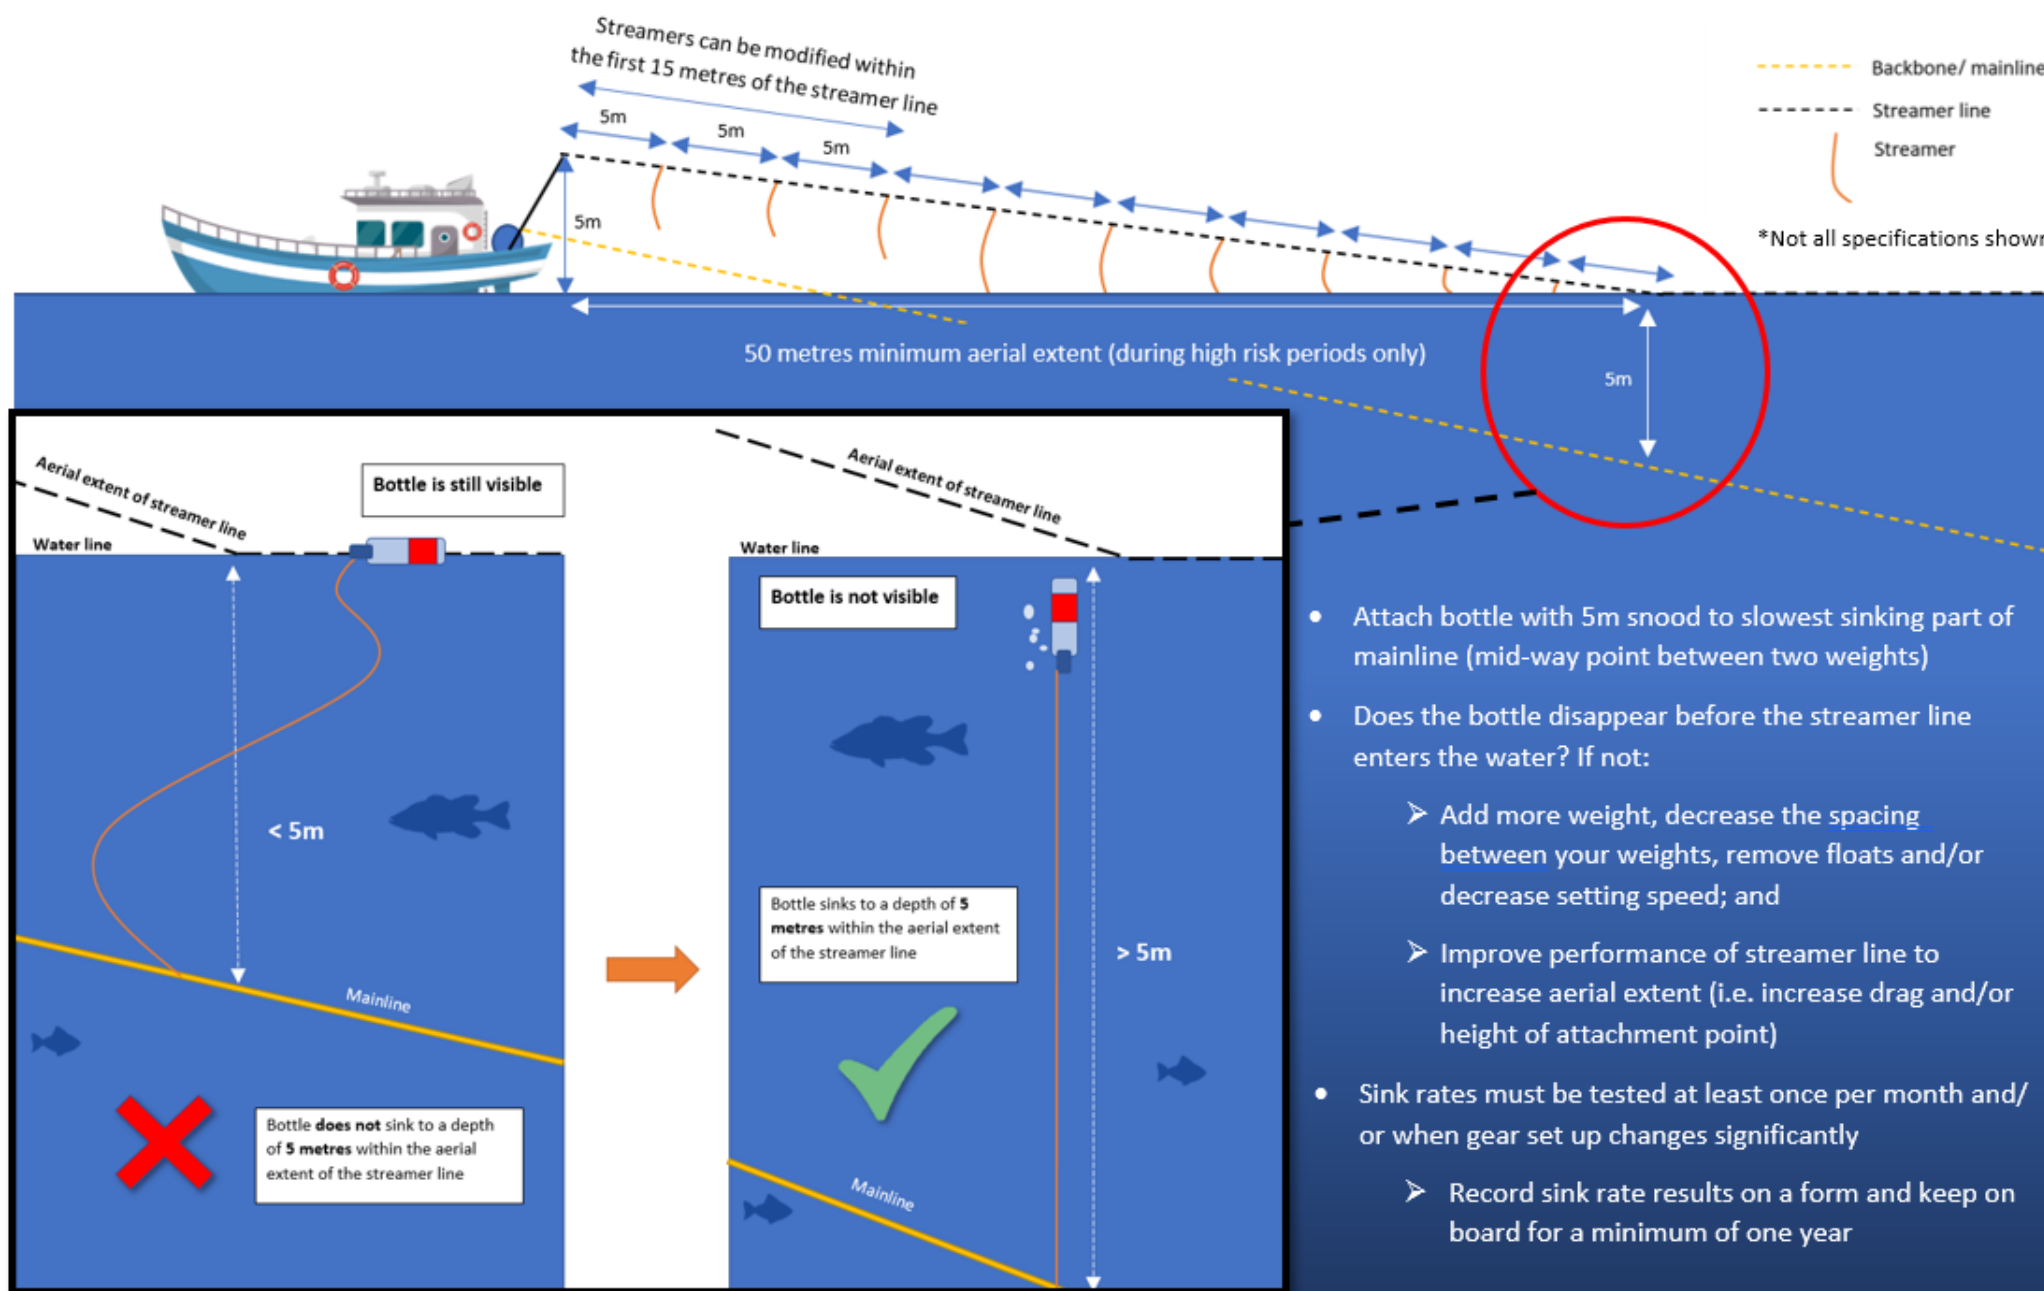 Streamers can be modified within
the first 15 metres of the streamer line
5m
5m
5m
5m
Backbone/ mainline
Streamer line
Streamer
*Not all specifications shown
50 metres minimum aerial extent (during high risk periods only)
5m
Aerial extent of streamer line
Bottle is still visible
Water line
< 5m
Mainline
Bottle does not sink to a depth
of 5 metres within the aerial
extent of the streamer line
Aerial extent of streamer line
Water line
Bottle is not visible
Bottle sinks to a depth of 5
metres within the aerial extent
of the streamer line
> 5m
Mainline
• Attach bottle with 5m snood to slowest sinking part of
mainline (mid-way point between two weights)
• Does the bottle disappear before the streamer line
enters the water? If not:
➢ Add more weight, decrease the spacing
between your weights, remove floats and/or
decrease setting speed; and
➢ Improve performance of streamer line to
increase aerial extent (i.e. increase drag and/or
height of attachment point)
• Sink rates must be tested at least once per month and/
or when gear set up changes significantly
➢ Record sink rate results on a form and keep on
board for a minimum of one year